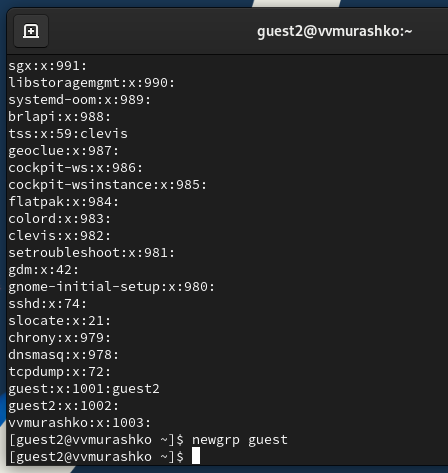 guest2@vvmurashko:~
sgx:x:991:
libstoragemgmt:x:990:
systemd-oom:x:989:
brlapi:x:988:
tss:x:59:clevis
geoclue:x:987:
cockpit-ws:x:986:
cockpit-wsinstance:x:985:
flatpak:x:984:
colord:x:983:
clevis:x:982:
setroubleshoot:x:981:
gdm:x:42:
gnome-initial-setup:x:980:
sshd:x:74:
slocate:x:21:
chrony:x:979:
dnsmasq:x:978:
tcpdump:x:72:
guest:x:1001:guest2
guest2:x:1002:
vvmurashko:x:1003:
[guest2@vvmurashko ~]$ newgrp guest
[guest2@vvmurashko ~]$